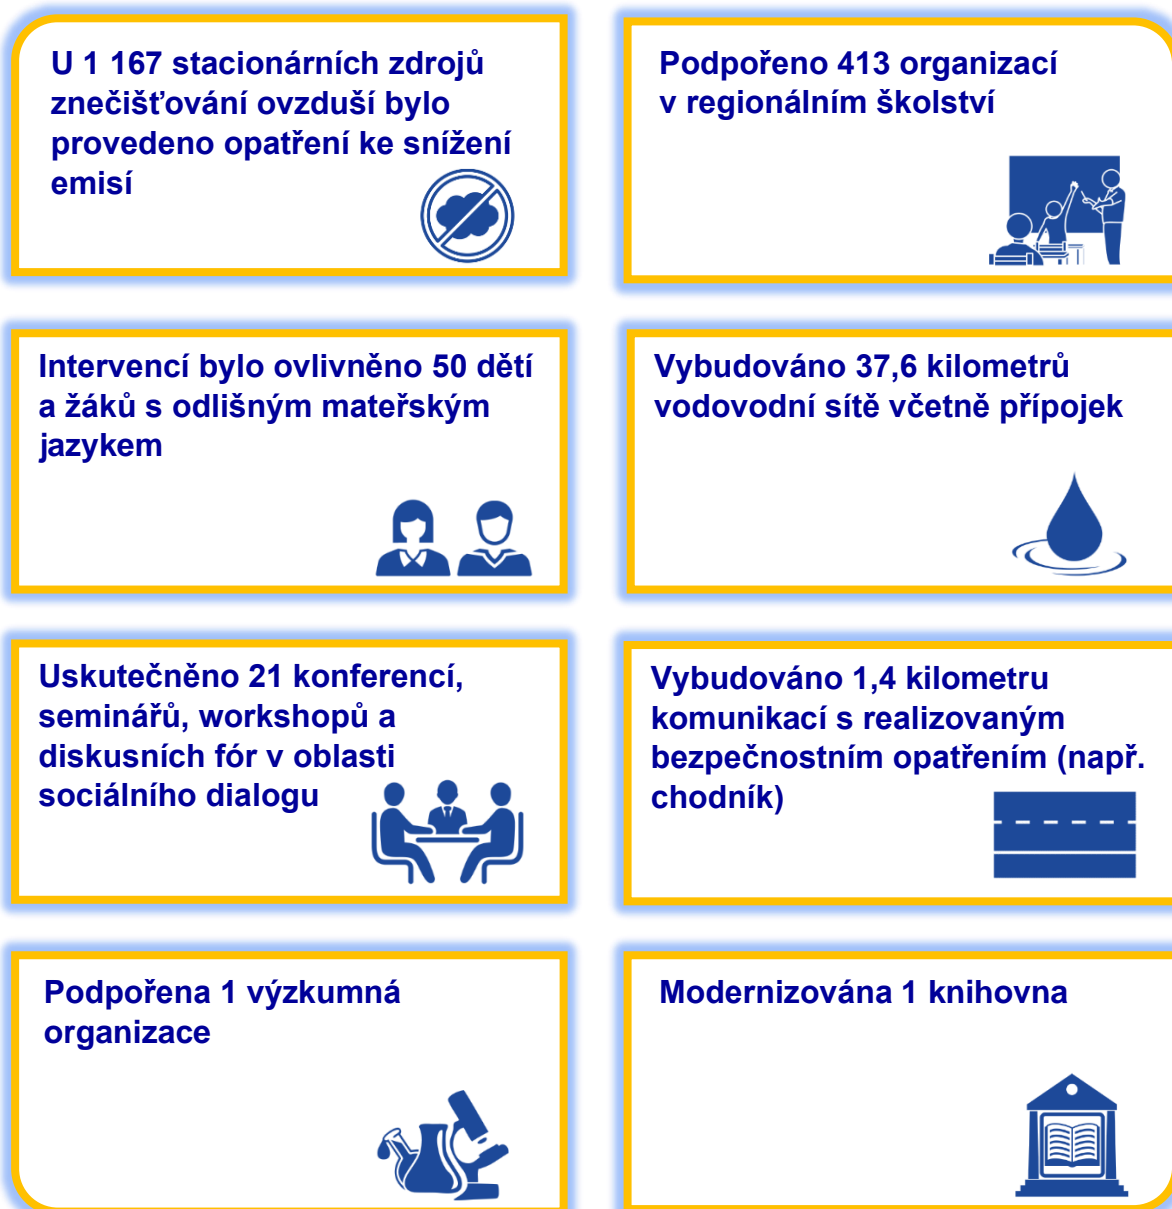 U 1 167 stacionárních zdrojů
znečišťování ovzduší bylo
provedeno opatření ke snížení
emisí
Podpořeno 413 organizací
v regionálním školství
Intervencí bylo ovlivněno 50 dětí
a žáků s odlišným mateřským
jazykem
Vybudováno 37,6 kilometrů
vodovodní sítě včetně přípojek
Uskutečněno 21 konferencí,
seminářů, workshopů a
diskusních fór v oblasti
sociálního dialogu
Vybudováno 1,4 kilometru
komunikací s realizovaným
bezpečnostním opatřením (např.
chodník)
Podpořena 1 výzkumná
organizace
Modernizována 1 knihovna